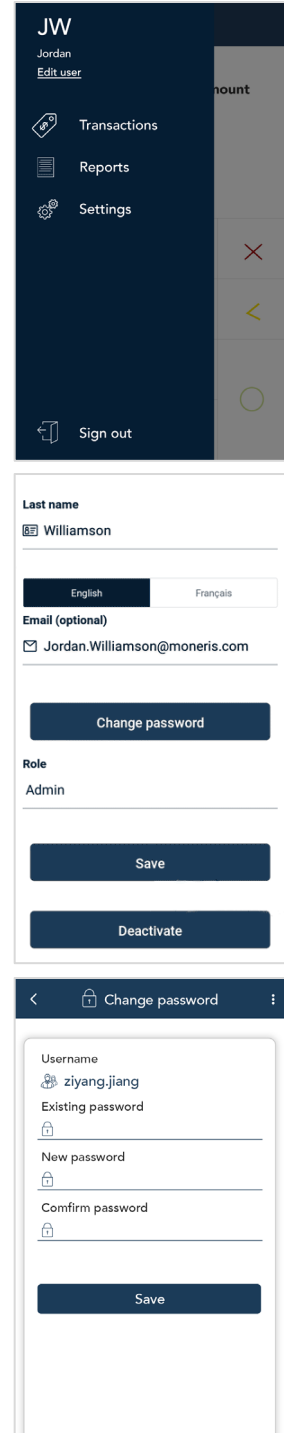 JW
Jordan
Edit user
mount
Transactions
Reports
Settings
Sign out
Last name
Williamson
English Français
Email (optional)
Jordan.Williamson@moneris.com
Change password
Role
Admin
Save
Deactivate
Change password
Username
ziyang.jiang
Existing password
New password
Comfirm password
Save